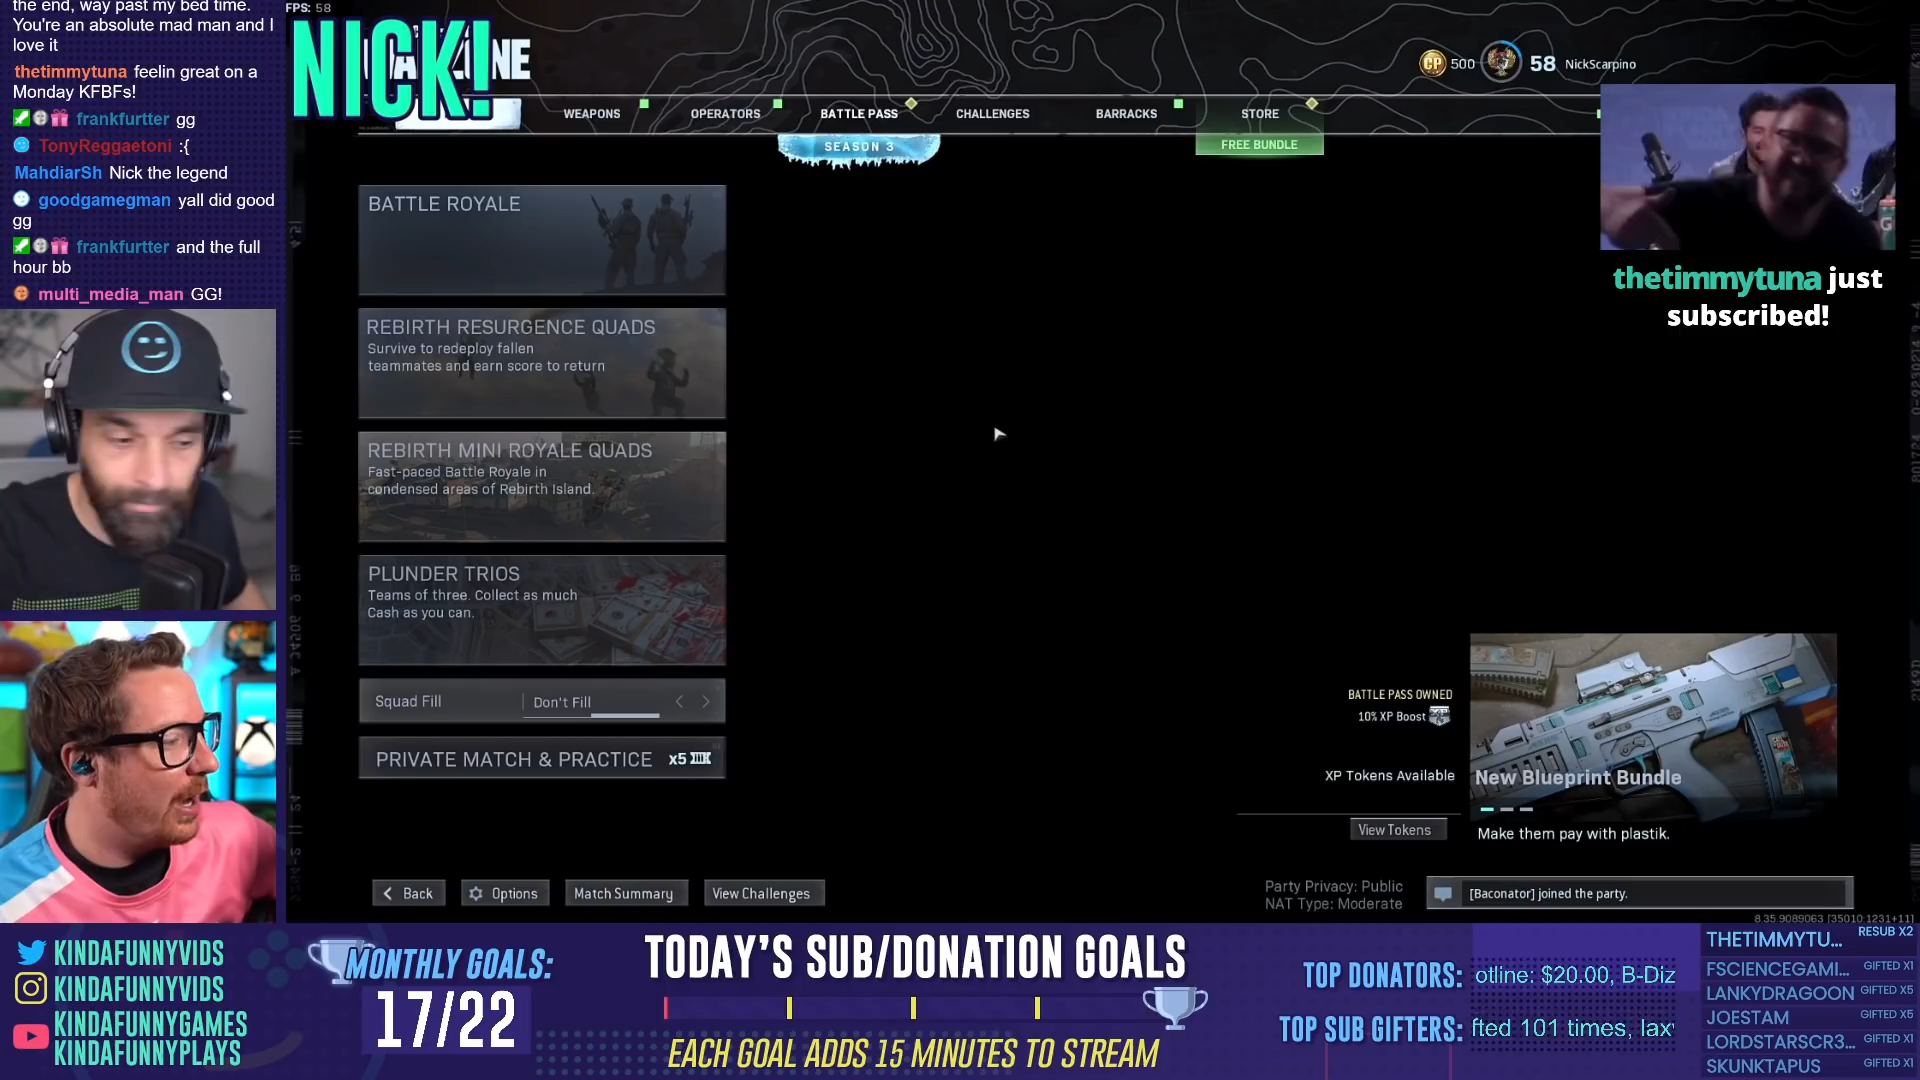 the end, way past my bed time.
You're an absolute mad man and I
love it
thetimmytuna feelin great on a
Monday KFBFs!
frankfurtter gg
TonyReggaetoni :{
MahdiarSh Nick the legend
goodgamegman yall did good
gg
frankfurtter and the full
hour bb
multi_media_man GG!
FPS: 58
NICK!
NE
CP 500 58 NickScarpino
WEAPONS OPERATORS BATTLE PASS CHALLENGES BARRACKS STORE
SEASON 3
FREE BUNDLE
BATTLE ROYALE
REBIRTH RESURGENCE QUADS
Survive to redeploy fallen
teammates and earn score to return
REBIRTH MINI ROYALE QUADS
Fast-paced Battle Royale in
condensed areas of Rebirth Island.
PLUNDER TRIOS
Teams of three. Collect as much
Cash as you can.
Squad Fill Don't Fill
PRIVATE MATCH & PRACTICE x5
Back Options Match Summary View Challenges
thetimmytuna just
subscribed!
BATTLE PASS OWNED
10% XP Boost
XP Tokens Available
View Tokens
New Blueprint Bundle
Make them pay with plastik.
Party Privacy: Public
NAT Type: Moderate
[Baconator] joined the party.
8.35.9089063 [35010:1231+11]
KINDAFUNNYVIDS
KINDAFUNNYVIDS
KINDAFUNNYGAMES
KINDAFUNNYPLAYS
MONTHLY GOALS:
17/22
TODAY'S SUB/DONATION GOALS
EACH GOAL ADDS 15 MINUTES TO STREAM
TOP DONATORS: otline: $20.00, B-Diz
TOP SUB GIFTERS: fted 101 times, lax
THETIMMYTU... RESUB X2
FSCIENCEGAMI... GIFTED X1
LANKYDRAGOON GIFTED X5
JOESTAM GIFTED X5
LORDSTARSCR3... GIFTED X1
SKUNKTAPUS GIFTED X1